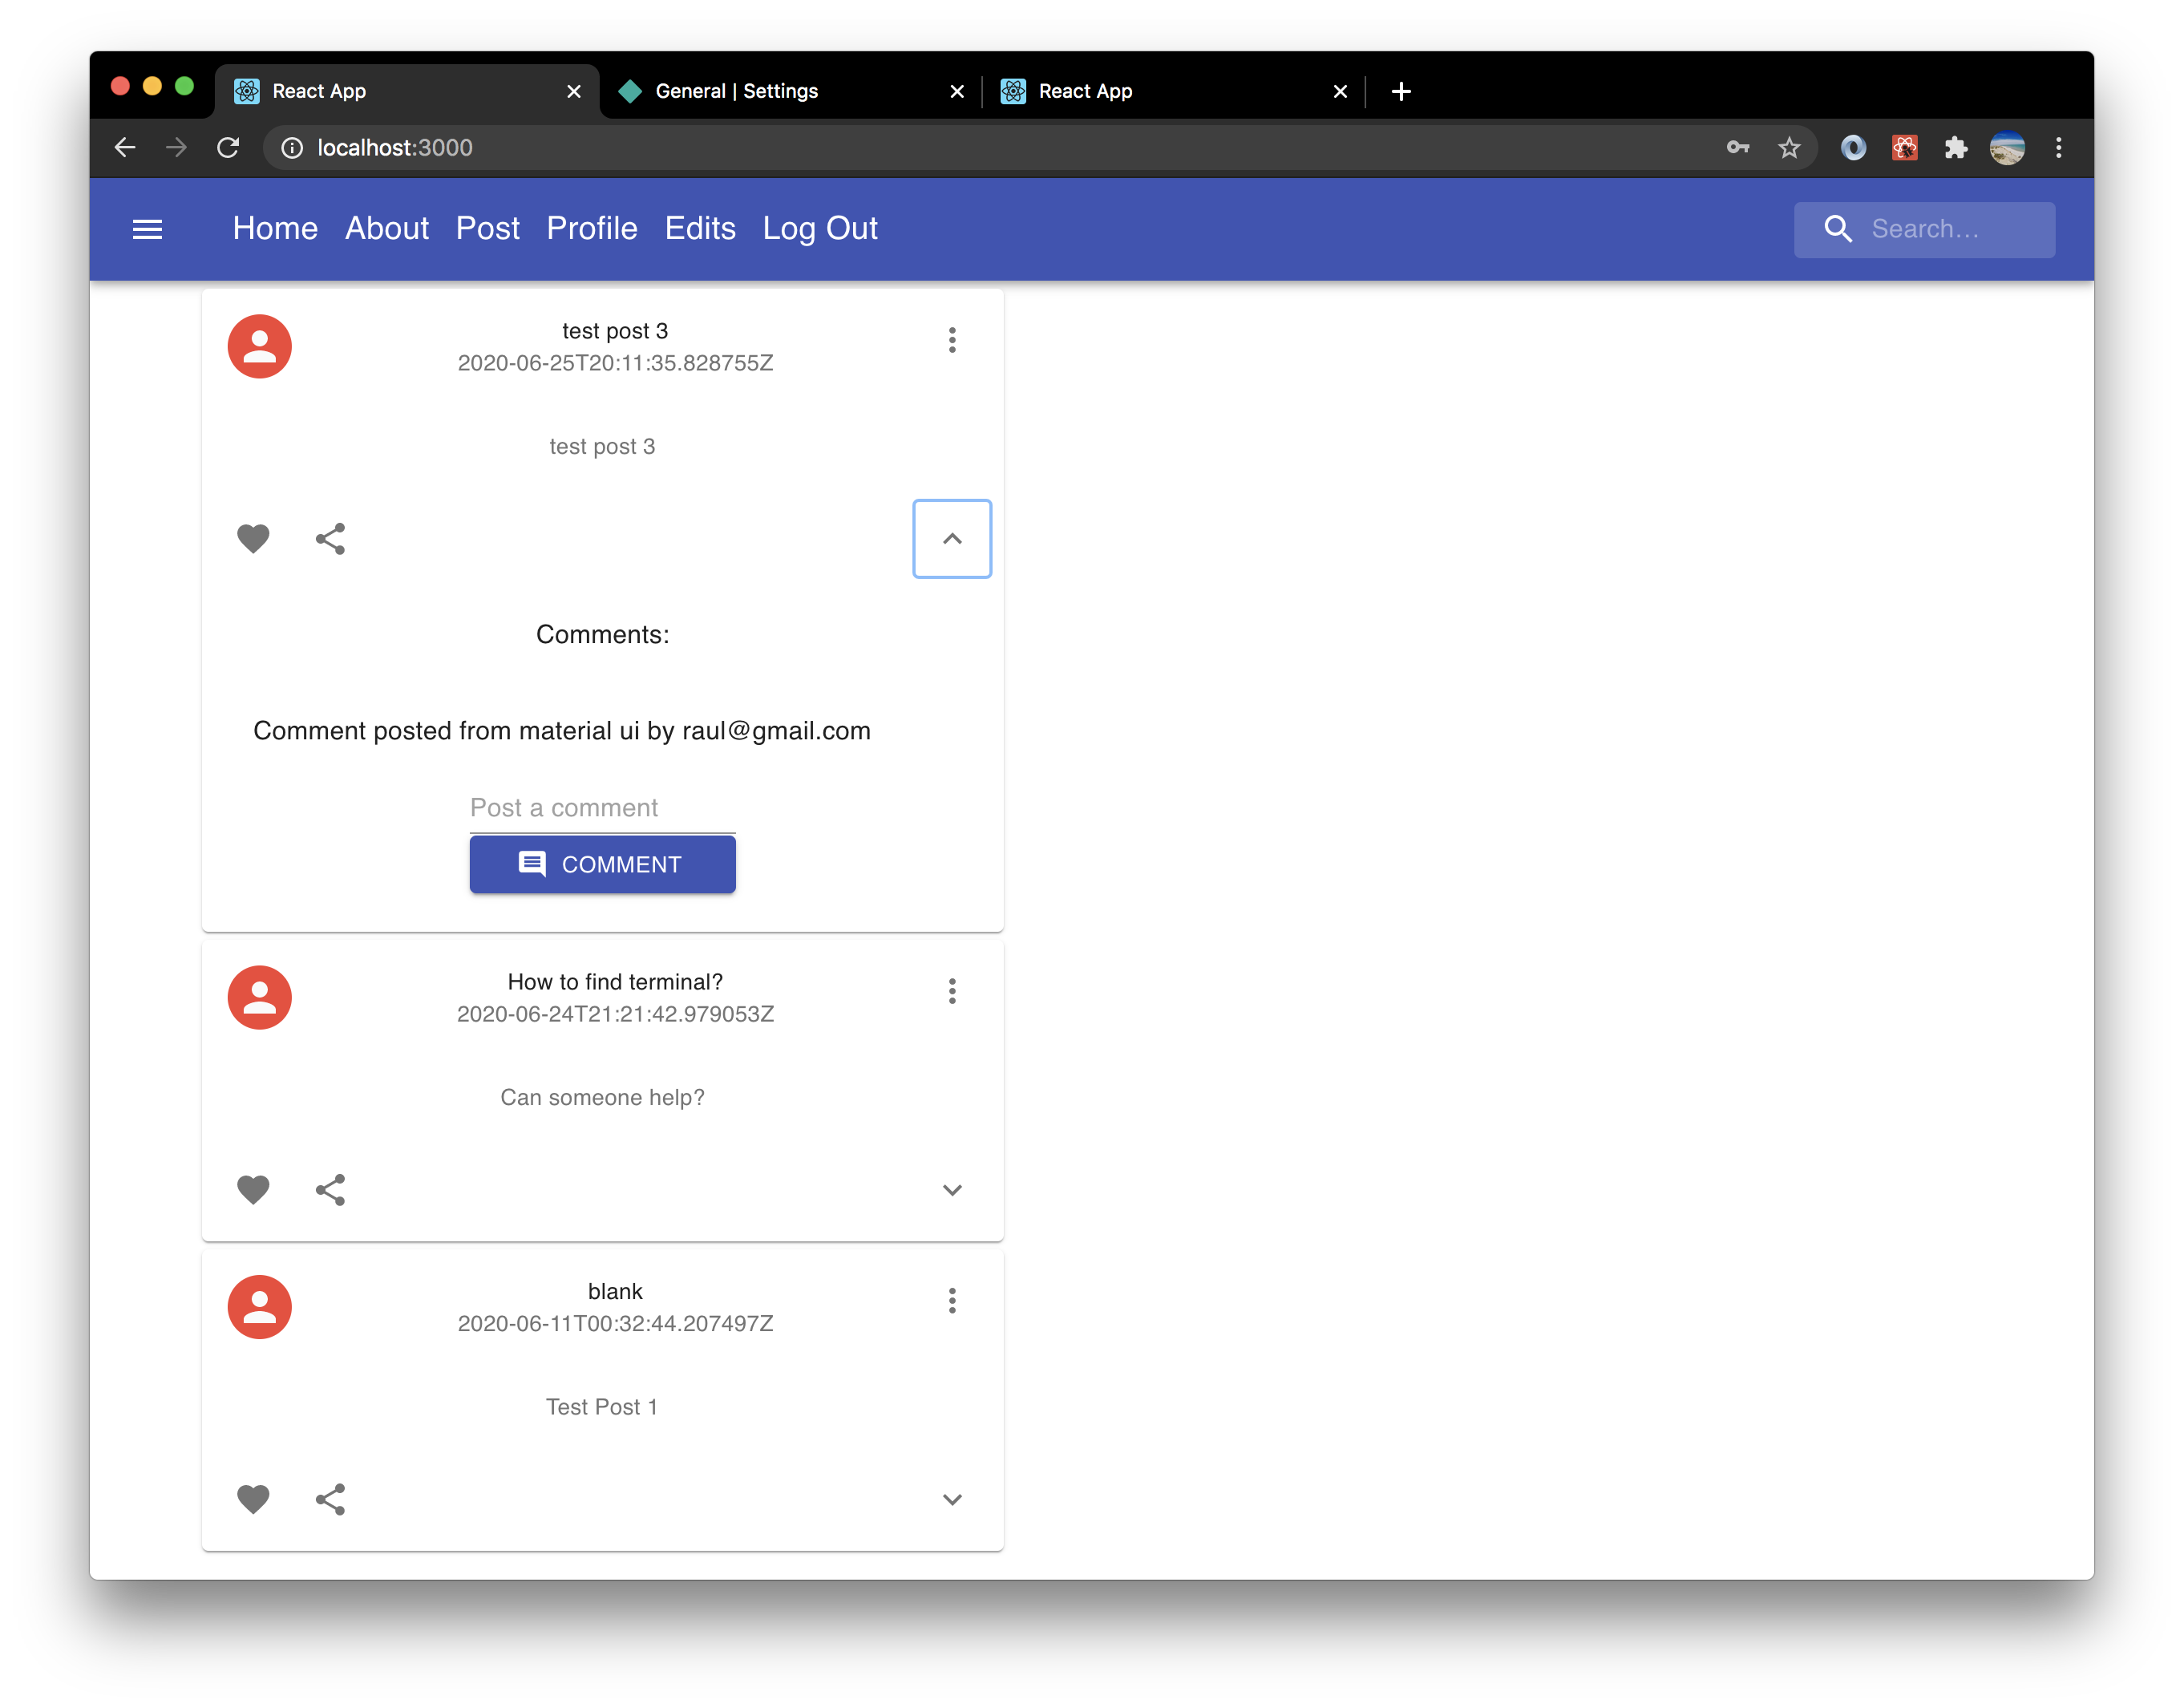 React App
General | Settings
React App
localhost:3000
Home About Post Profile Edits Log Out
Search…
test post 3
2020-06-25T20:11:35.828755Z
test post 3
Comments:
Comment posted from material ui by raul@gmail.com
Post a comment
COMMENT
How to find terminal?
2020-06-24T21:21:42.979053Z
Can someone help?
blank
2020-06-11T00:32:44.207497Z
Test Post 1